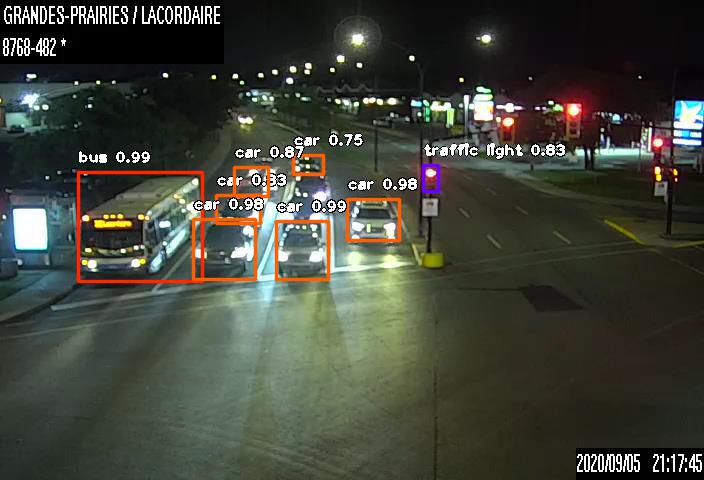 GRANDES-PRAIRIES / LACORDAIRE
8768-482 *
car 0.75
bus 0.99
car 0.87
traffic light 0.83
car 0.83
car 0.98
car 0.98
car 0.99
2020/09/05 21:17:45